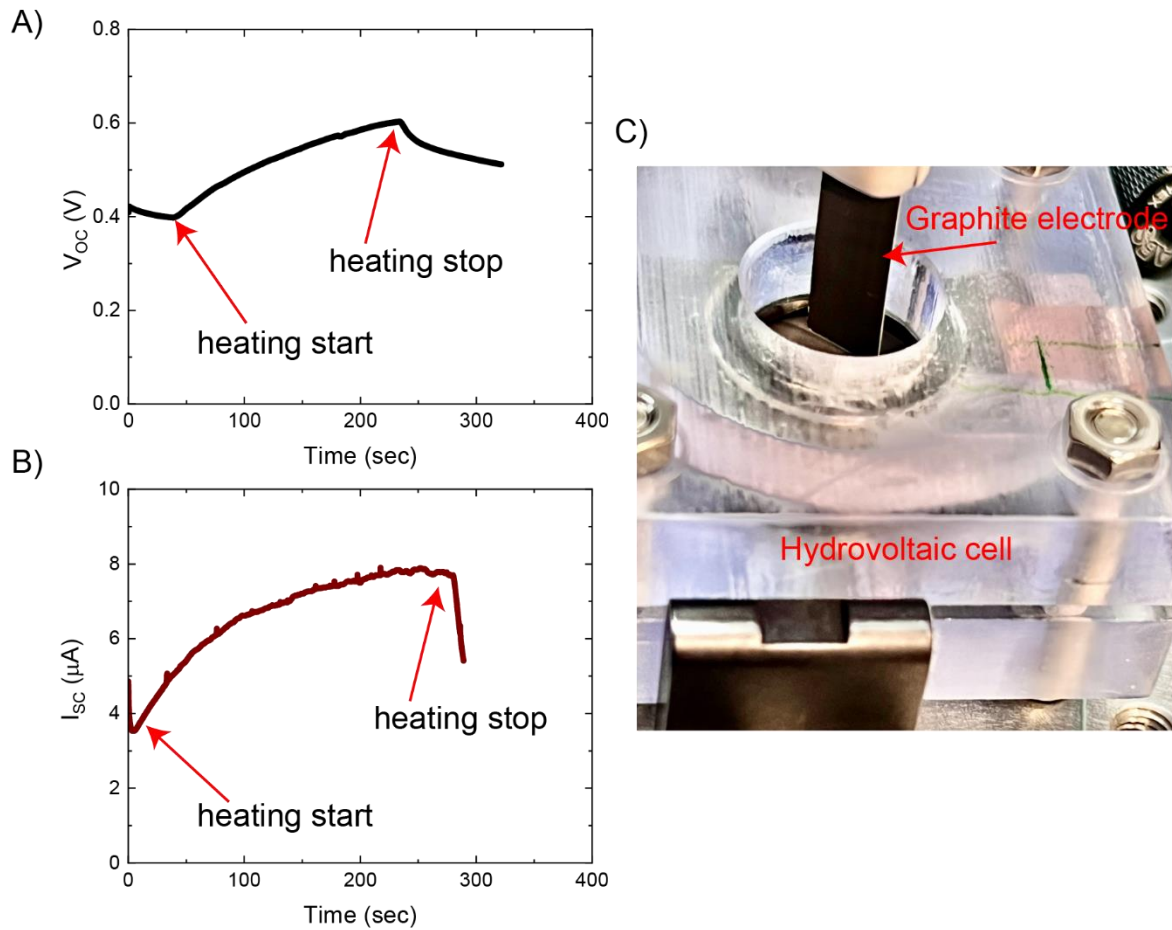 A)
0.8
0.6
0.4
0.2
0.0
V_OC (V)
heating start
heating stop
0 100 200 300 400
Time (sec)
B)
10
8
6
4
2
0
I_SC (µA)
heating start
heating stop
0 100 200 300 400
Time (sec)
C)
Graphite electrode
Hydrovoltaic cell